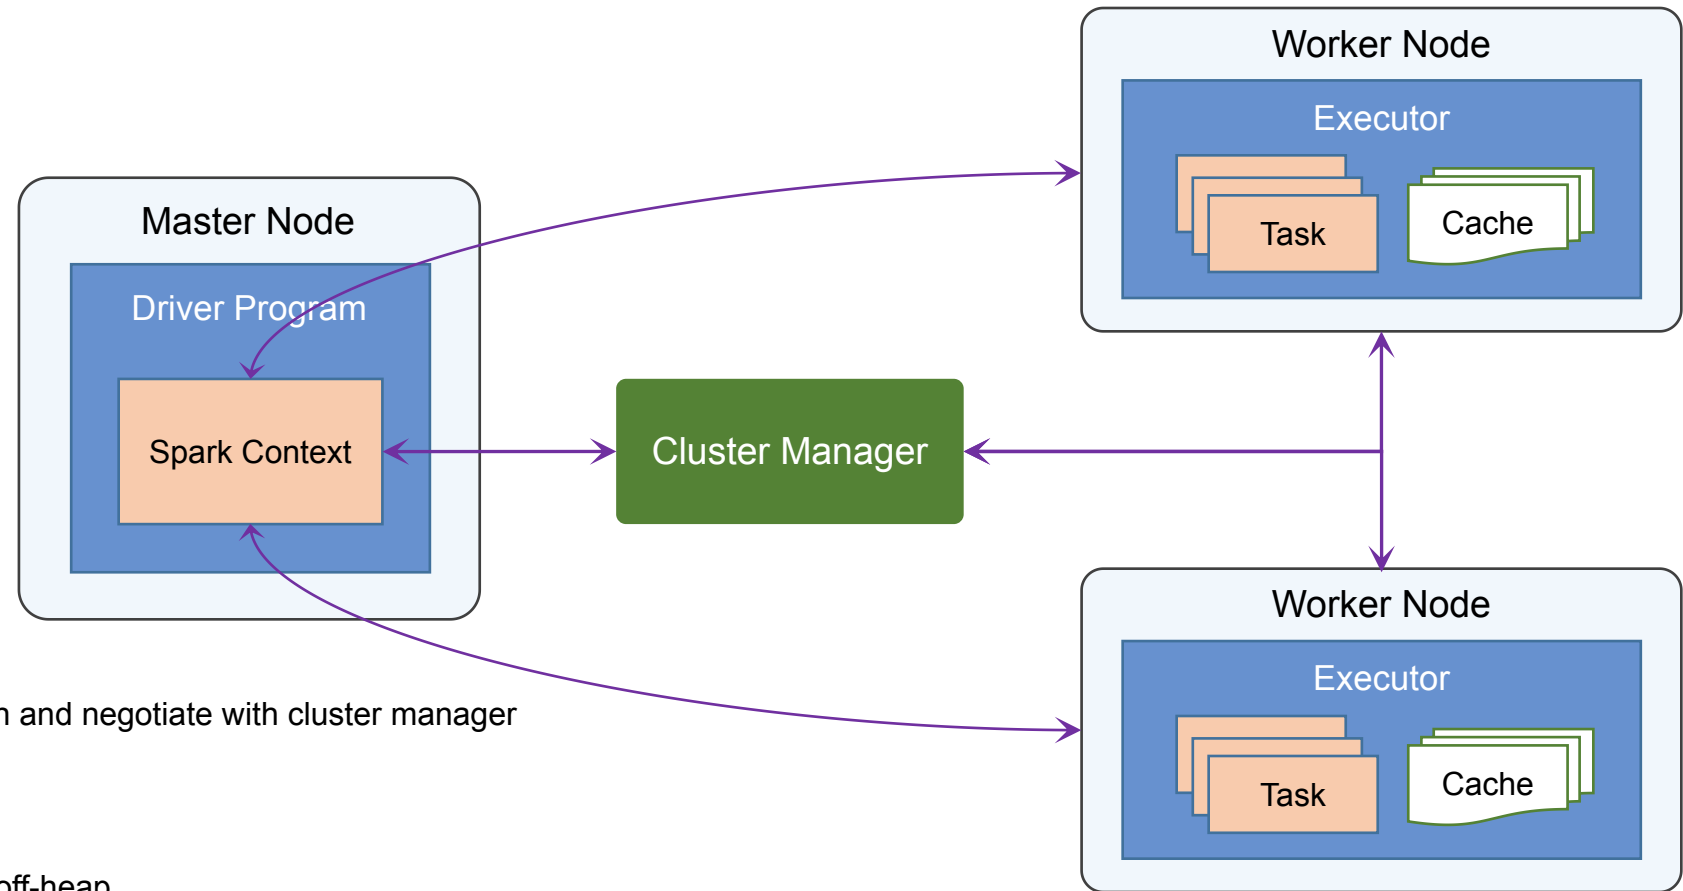 Worker Node
Executor
Task
Cache
Master Node
Driver Program
Spark Context
Cluster Manager
Worker Node
Executor
Task
Cache
and negotiate with cluster manager
off-heap